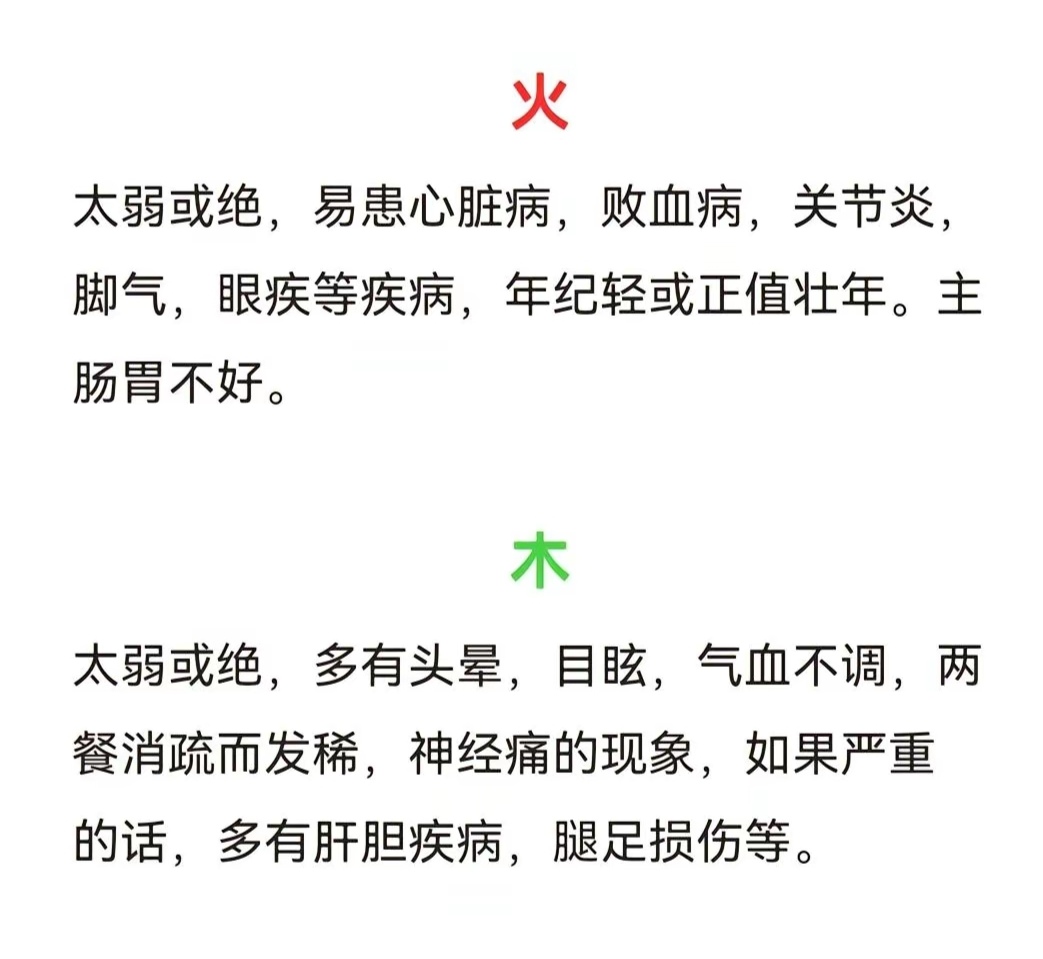 火
太弱或绝，易患心脏病，败血病，关节炎，
脚气，眼疾等疾病，年纪轻或正值壮年。主
肠胃不好。
木
太弱或绝，多有头晕，目眩，气血不调，两
餐消疏而发稀，神经痛的现象，如果严重
的话，多有肝胆疾病，腿足损伤等。